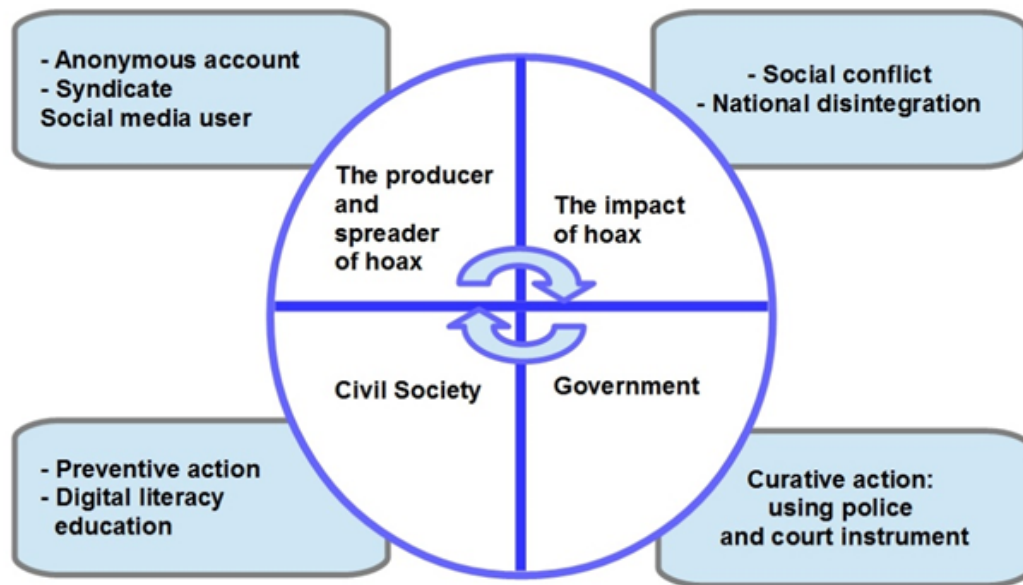 - Anonymous account
- Syndicate
Social media user
- Social conflict
- National disintegration
The producer
and
spreader
of hoax
The impact
of hoax
Civil Society
Government
- Preventive action
- Digital literacy
education
Curative action:
using police
and court instrument